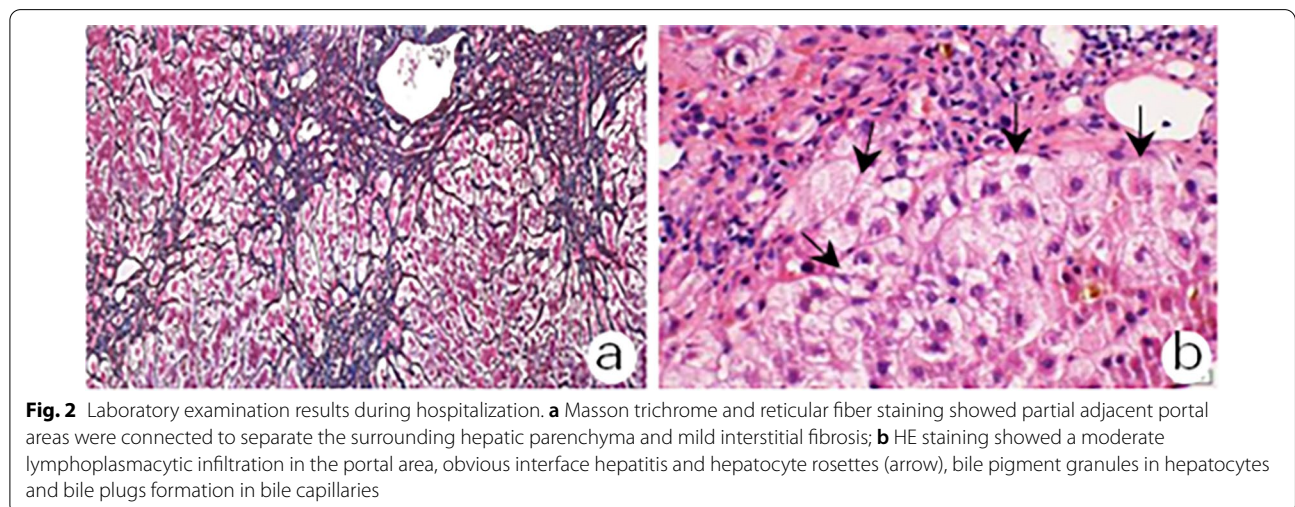 a
b
Fig. 2 Laboratory examination results during hospitalization. a Masson trichrome and reticular fiber staining showed partial adjacent portal
areas were connected to separate the surrounding hepatic parenchyma and mild interstitial fibrosis; b HE staining showed a moderate
lymphoplasmacytic infiltration in the portal area, obvious interface hepatitis and hepatocyte rosettes (arrow), bile pigment granules in hepatocytes
and bile plugs formation in bile capillaries